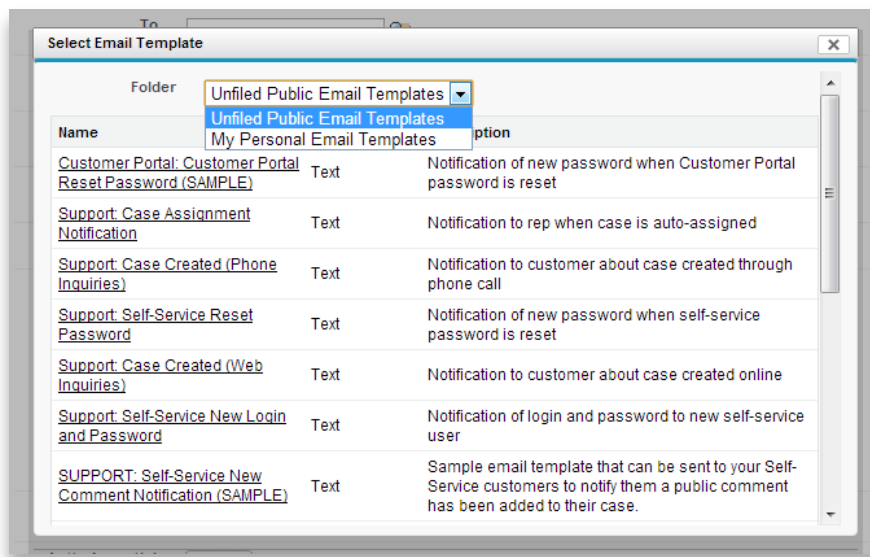 To
Select Email Template
Folder
Unfiled Public Email Templates
Unfiled Public Email Templates
My Personal Email Templates
Name
Customer Portal: Customer Portal
Reset Password (SAMPLE)
Text
Notification of new password when Customer Portal
password is reset
Support: Case Assignment
Notification
Text
Notification to rep when case is auto-assigned
Support: Case Created (Phone
Inquiries)
Text
Notification to customer about case created through
phone call
Support: Self-Service Reset
Password
Text
Notification of new password when self-service
password is reset
Support: Case Created (Web
Inquiries)
Text
Notification to customer about case created online
Support: Self-Service New Login
and Password
Text
Notification of login and password to new self-service
user
SUPPORT: Self-Service New
Comment Notification (SAMPLE)
Text
Sample email template that can be sent to your Self-
Service customers to notify them a public comment
has been added to their case.